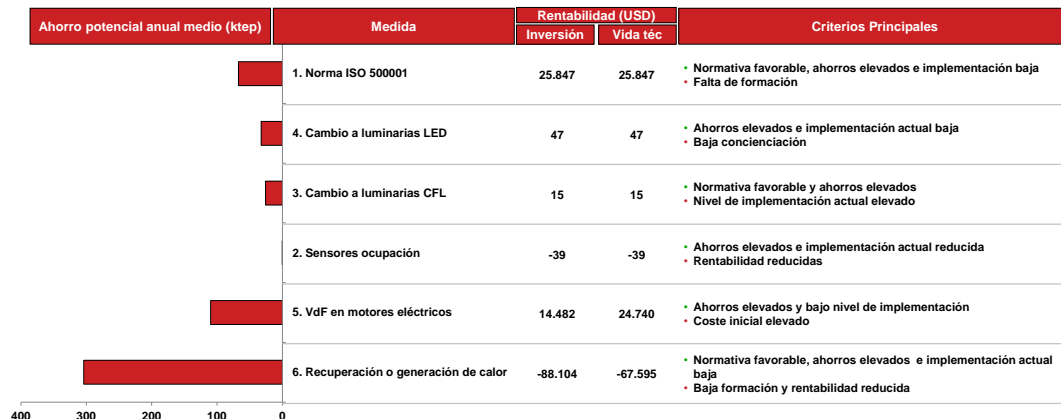 Ahorro potencial anual medio (ktep)
Medida
Rentabilidad (USD)
Inversión
Vida téc
Criterios Principales
1. Norma ISO 500001
25.847
25.847
• Normativa favorable, ahorros elevados e implementación baja
• Falta de formación
4. Cambio a luminarias LED
47
47
• Ahorros elevados e implementación actual baja
• Baja concienciación
3. Cambio a luminarias CFL
15
15
• Normativa favorable y ahorros elevados
• Nivel de implementación actual elevado
2. Sensores ocupación
-39
-39
• Ahorros elevados e implementación actual reducida
• Rentabilidad reducidas
5. VdF en motores eléctricos
14.482
24.740
• Ahorros elevados y bajo nivel de implementación
• Coste inicial elevado
6. Recuperación o generación de calor
-88.104
-67.595
• Normativa favorable, ahorros elevados e implementación actual
baja
• Baja formación y rentabilidad reducida
400
300
200
100
0